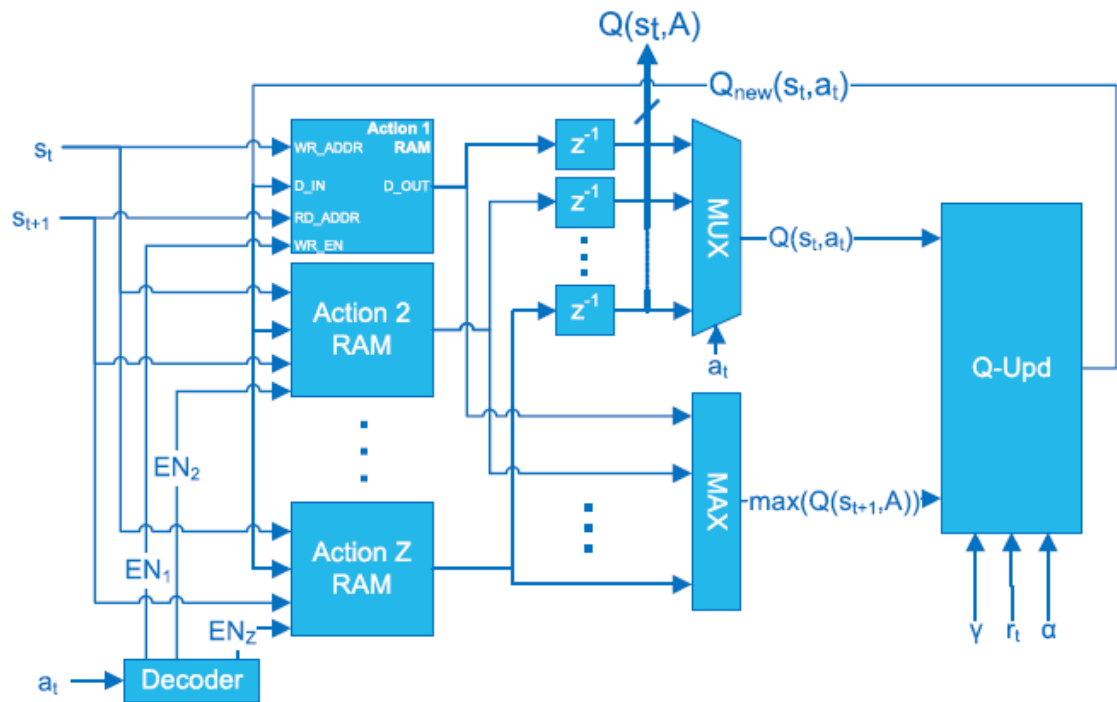 Q(st,A)
Qnew(st,at)
Action 1
RAM
st
WR_ADDR
D_IN
D_OUT
st+1
RD_ADDR
WR_EN
z-1
z-1
z-1
MUX
Q(st,at)
at
Action 2
RAM
Q-Upd
EN2
EN1
MAX
max(Q(st+1,A))
Action Z
RAM
ENZ
γ
rt
α
at
Decoder